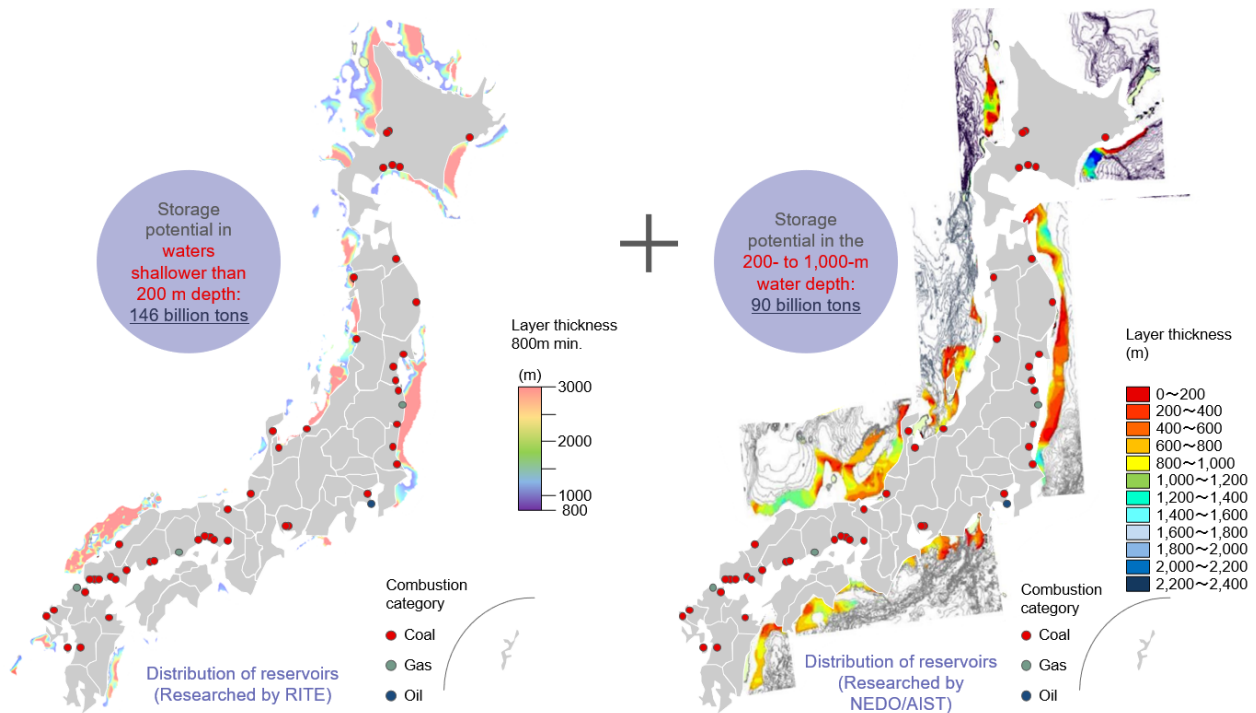 Storage
potential in
waters
shallower than
200 m depth:
146 billion tons
Layer thickness
800m min.
(m)
3000
2000
1000
800
Combustion
category
Coal
Gas
Oil
Distribution of reservoirs
(Researched by RITE)
+
Storage
potential in the
200- to 1,000-m
water depth:
90 billion tons
Layer thickness
(m)
0～200
200～400
400～600
600～800
800～1,000
1,000～1,200
1,200～1,400
1,400～1,600
1,600～1,800
1,800～2,000
2,000～2,200
2,200～2,400
Combustion
category
Coal
Gas
Oil
Distribution of reservoirs
(Researched by
NEDO/AIST)